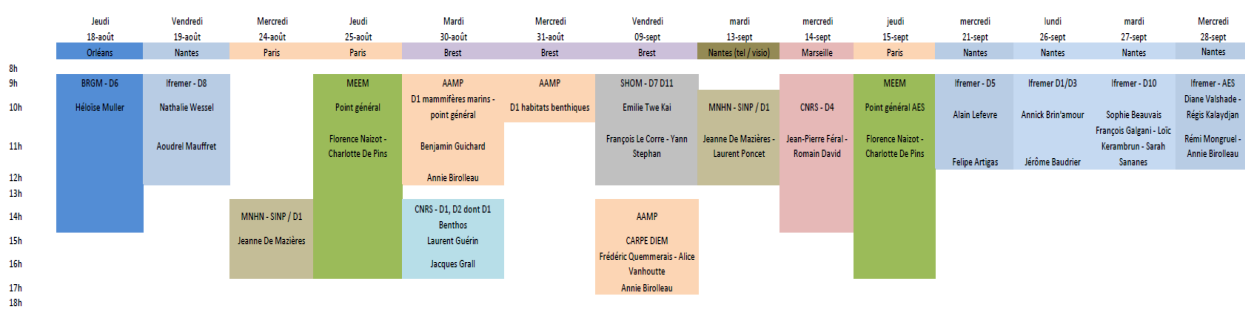 Jeudi Vendredi Mercredi Jeudi Mardi Mercredi Vendredi mardi mercredi jeudi mercredi lundi mardi Mercredi
18-août 19-août 24-août 25-août 30-août 31-août 09-sept 13-sept 14-sept 15-sept 21-sept 26-sept 27-sept 28-sept
Orléans Nantes Paris Paris Brest Brest Brest Nantes (tel / visio) Marseille Paris Nantes Nantes Nantes Nantes
8h
9h BRGM - D6 Ifremer - D8 MEEM AAMP AAMP SHOM - D7 D11 MEEM Ifremer - D5 Ifremer D1/D3 Ifremer - D10 Ifremer - AES
10h Héloïse Muller Nathalie Wessel Point général D1 mammifères marins - D1 habitats benthiques Emilie Twe Kai MNHN - SINP / D1 CNRS - D4 Point général AES Alain Lefevre Annick Brin'amour Sophie Beauvais Diane Valshade -
point général Régis Kalaydjan
11h Aoudrel Mauffret Florence Naizot - Benjamin Guichard François Le Corre - Yann Jeanne De Mazières - Jean-Pierre Féral - Florence Naizot - François Galgani - Loïc Rémi Mongruel -
Charlotte De Pins Stephan Laurent Poncet Romain David Charlotte De Pins Kerambrun - Sarah Annie Birolleau
Felipe Artigas Jérôme Baudrier Sananes
12h Annie Birolleau
13h
14h MNHN - SINP / D1 CNRS - D1, D2 dont D1 AAMP
Benthos
15h Jeanne De Mazières Laurent Guérin CARPE DIEM
16h Jacques Grall Frédéric Quemmerais - Alice
Vanhoutte
17h Annie Birolleau
18h